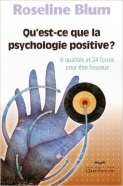 Roseline Blum
Qu'est-ce que la
psychologie positive?
6 qualités et 24 forces
pour être heureux